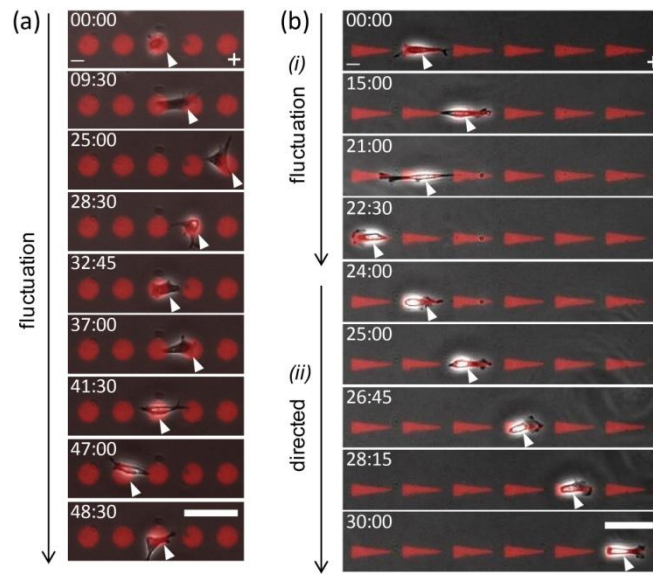 (a)
00:00
– +
09:30
25:00
28:30
32:45
37:00
41:30
47:00
48:30
fluctuation
(b)
00:00
– +
15:00
21:00
22:30
24:00
25:00
26:45
28:15
30:00
(i)
fluctuation
(ii)
directed